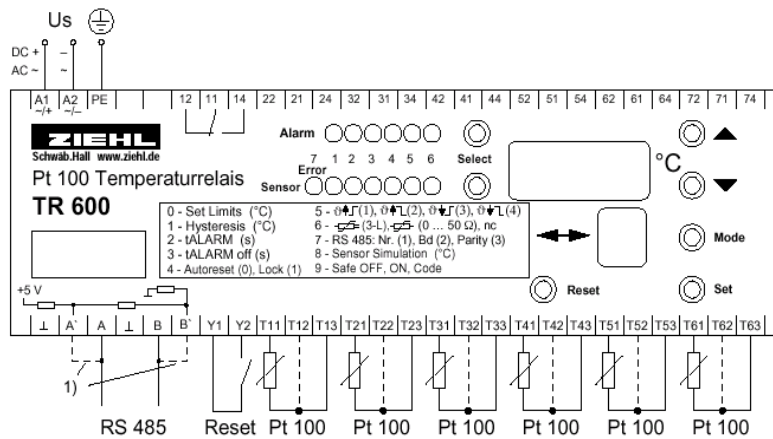 Us
DC + –
AC ~ ~
A1 A2 PE 12 11 14 22 21 24 32 31 34 42 41 44 52 51 54 62 61 64 72 71 74
~/+ ~/–
ZIEHL
Schwäb.Hall www.ziehl.de
Pt 100 Temperaturrelais
TR 600
Alarm
7 1 2 3 4 5 6
Error
Sensor
Select
°C
Mode
Reset
Set
0 - Set Limits (°C)
1 - Hysteresis (°C)
2 - tALARM (s)
3 - tALARM off (s)
4 - Autoreset (0), Lock (1)
5 - ϑ (1), ϑ (2), ϑ (3), ϑ (4)
6 - (3-L), (0 ... 50 Ω), nc
7 - RS 485: Nr. (1), Bd (2), Parity (3)
8 - Sensor Simulation (°C)
9 - Safe OFF, ON, Code
+5 V
⊥ A` A ⊥ B B` Y1 Y2 T11 T12 T13 T21 T22 T23 T31 T32 T33 T41 T42 T43 T51 T52 T53 T61 T62 T63
1)
RS 485 Reset Pt 100 Pt 100 Pt 100 Pt 100 Pt 100 Pt 100